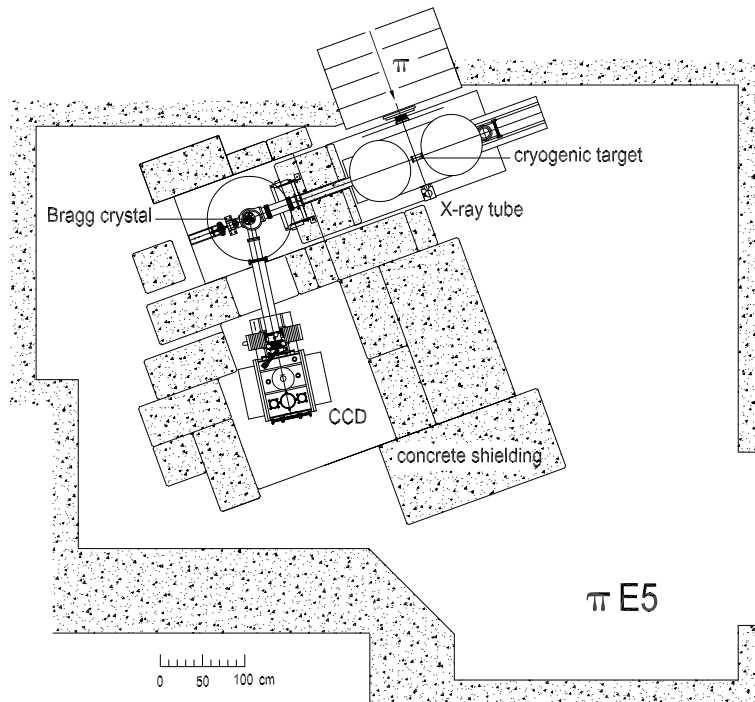 π
cryogenic target
Bragg crystal
X-ray tube
CCD
concrete shielding
π E5
0 50 100 cm